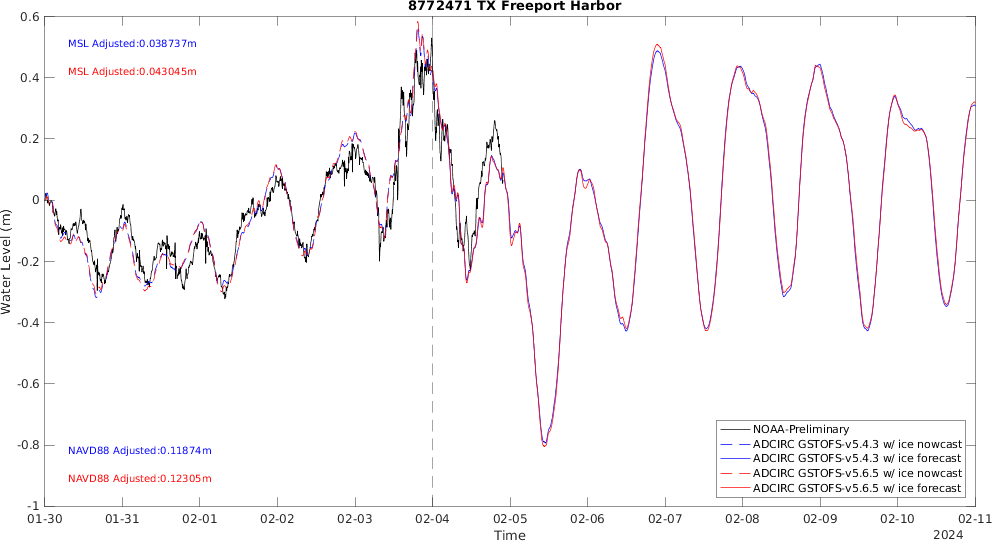 8772471 TX Freeport Harbor
0.6
MSL Adjusted:0.038737m
MSL Adjusted:0.043045m
0.4
0.2
0
-0.2
-0.4
-0.6
-0.8
-1
Water Level (m)
NAVD88 Adjusted:0.11874m
NAVD88 Adjusted:0.12305m
NOAA-Preliminary
ADCIRC GSTOFS-v5.4.3 w/ ice nowcast
ADCIRC GSTOFS-v5.4.3 w/ ice forecast
ADCIRC GSTOFS-v5.6.5 w/ ice nowcast
ADCIRC GSTOFS-v5.6.5 w/ ice forecast
01-30 01-31 02-01 02-02 02-03 02-04 02-05 02-06 02-07 02-08 02-09 02-10 02-11
Time
2024